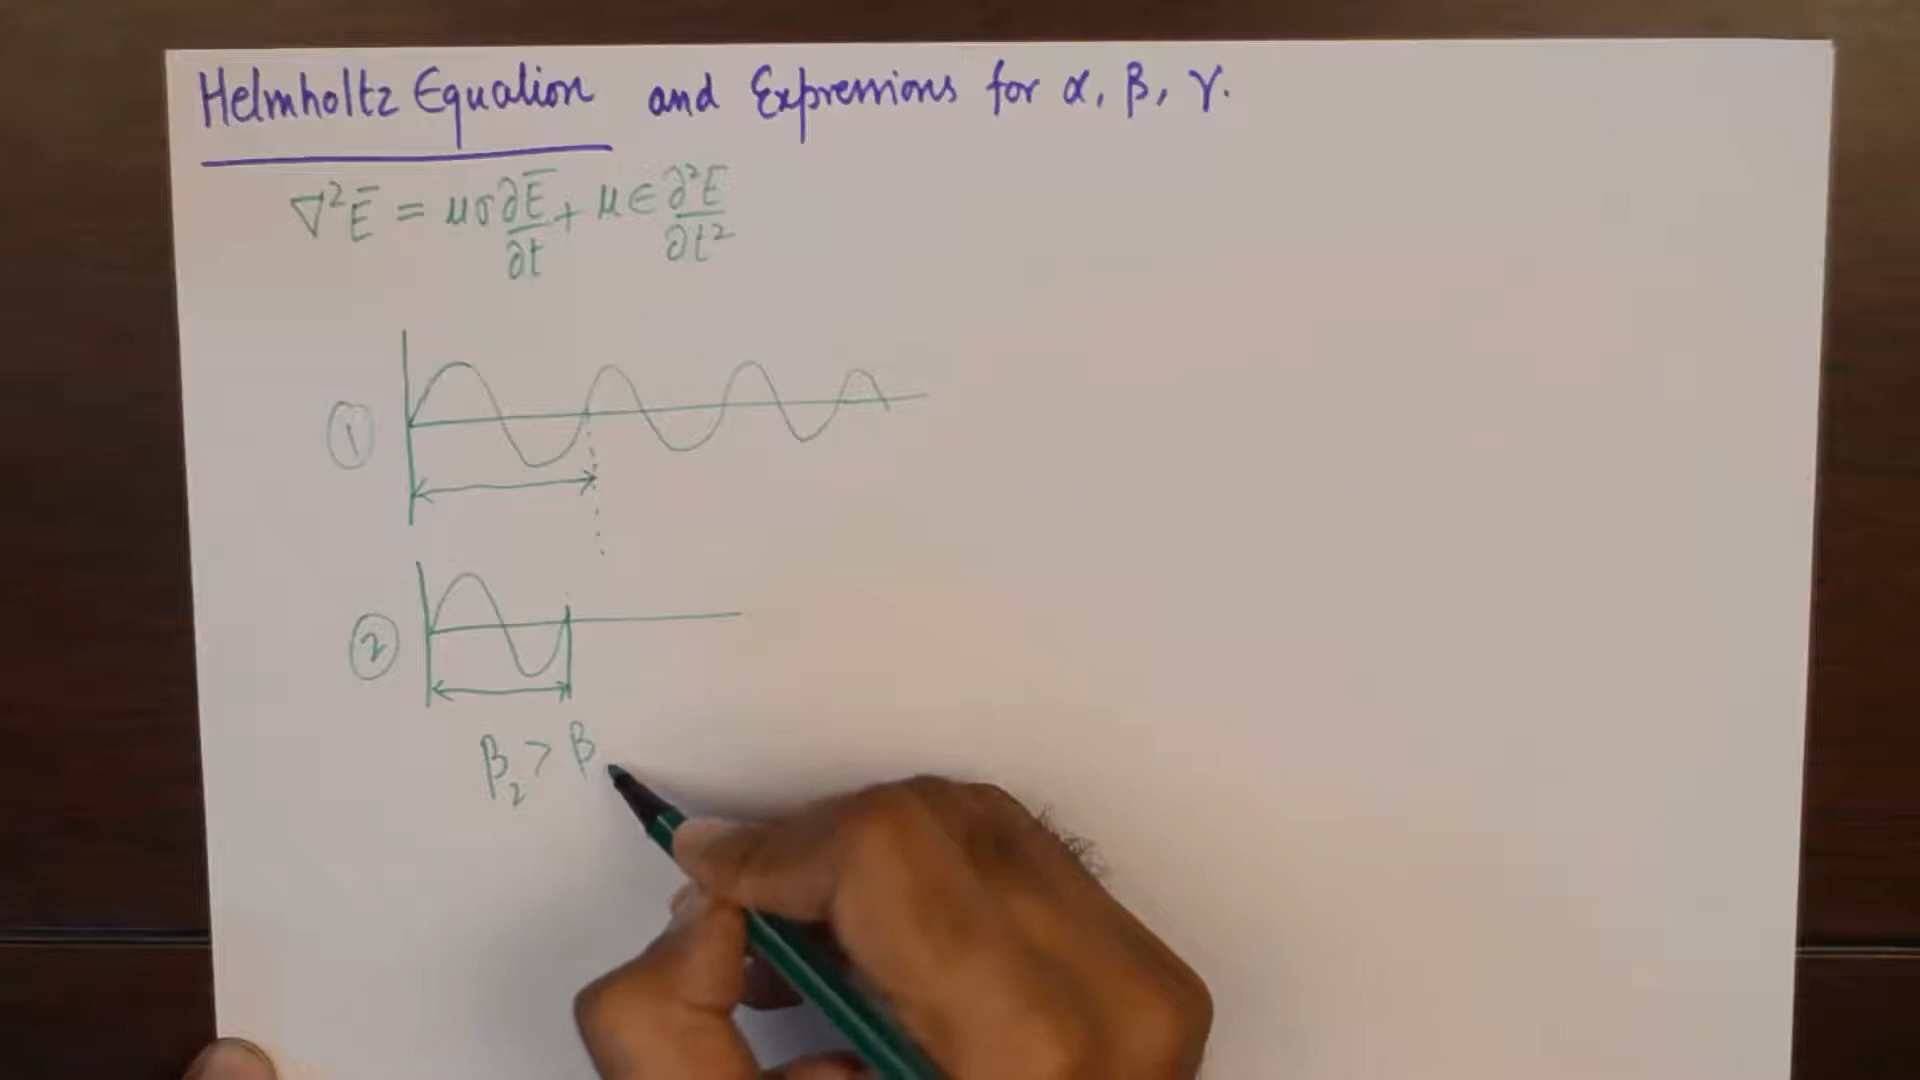 Helmholtz Equation and Expressions for α, β, γ.
∇²E̅ = μσ ∂E̅/∂t + μ∈ ∂²E/∂t²
1
2
β₂ > β